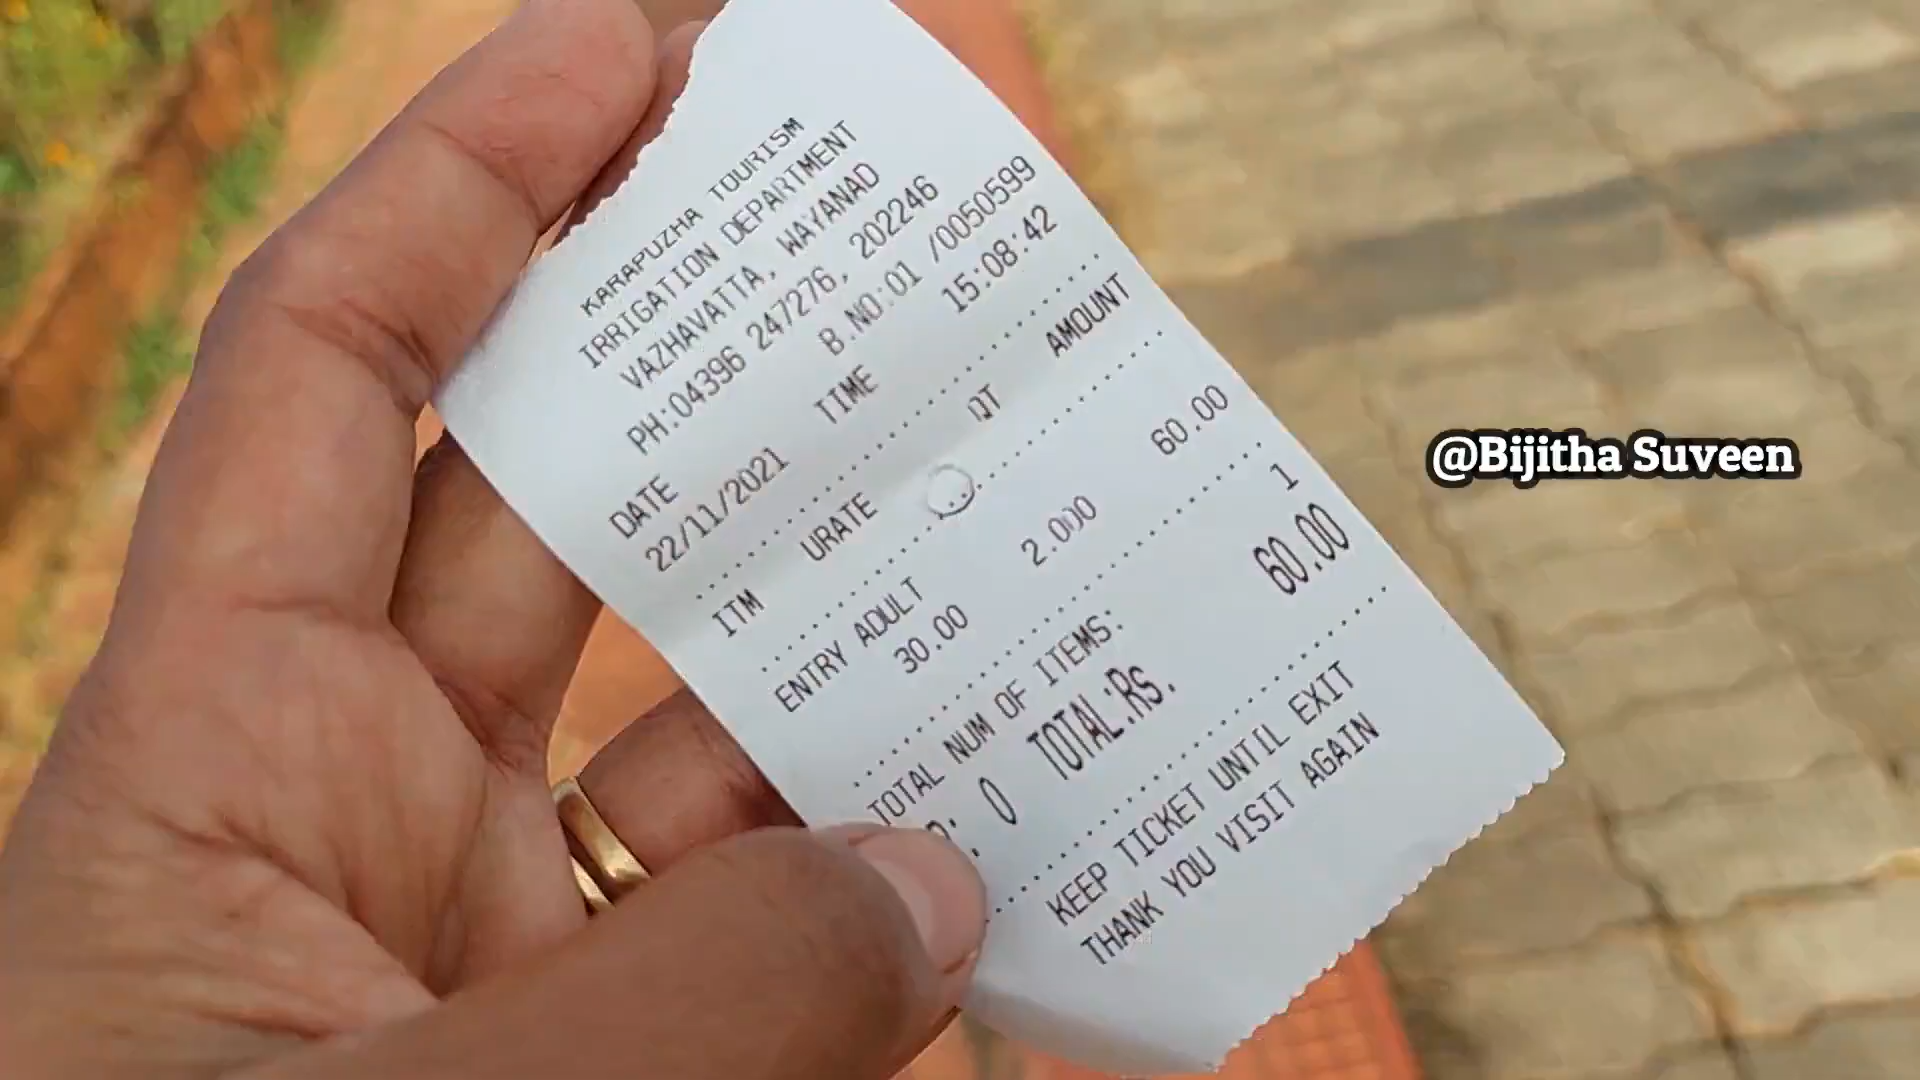 KARAPUZHA TOURISM
IRRIGATION DEPARTMENT
VAZHAVATTA, WAYANAD
PH:04396 247276, 202246
B.NO:01 /0050599
DATE TIME 15:08:42
22/11/2021
ITM URATE QT AMOUNT
ENTRY ADULT
30.00 2.000 60.00
TOTAL NUM OF ITEMS: 1
0 TOTAL:Rs. 60.00
KEEP TICKET UNTIL EXIT
THANK YOU VISIT AGAIN
@Bijitha Suveen